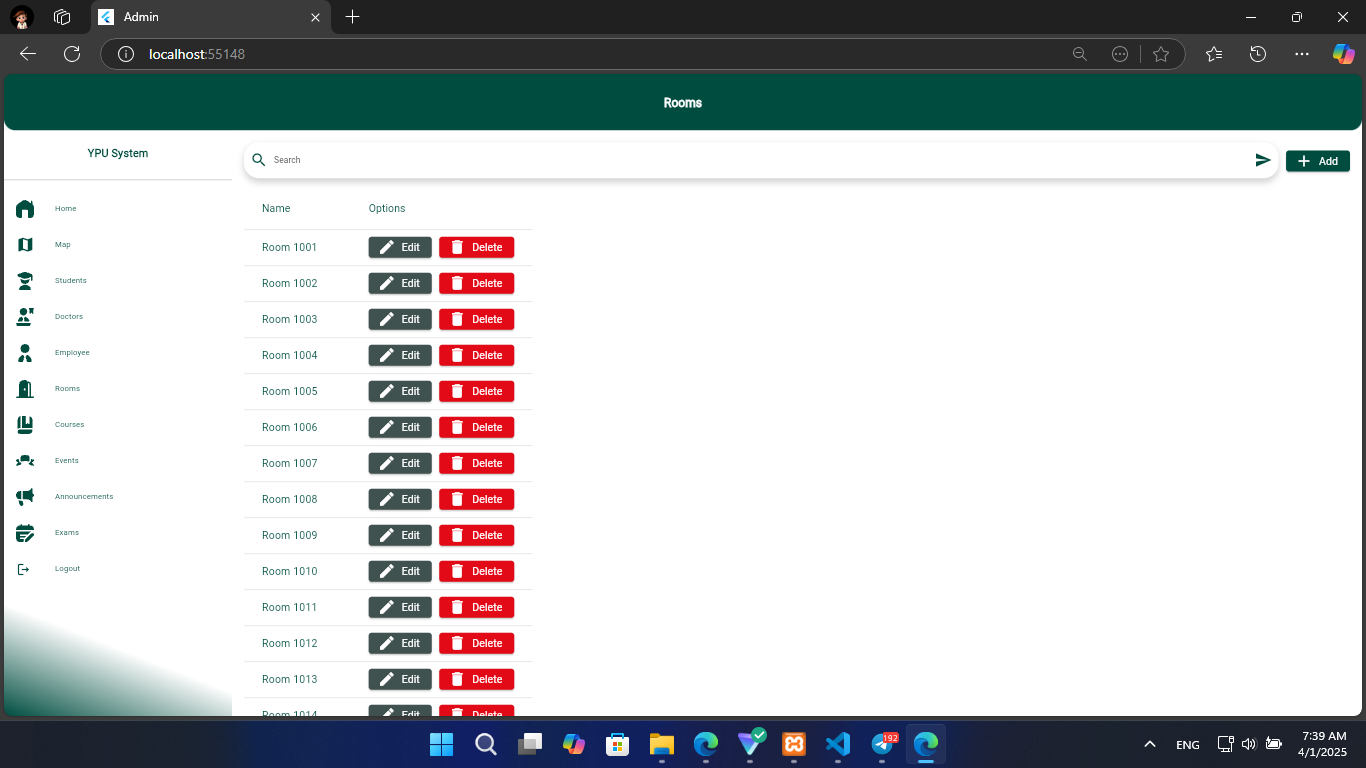 Admin
localhost:55148
Rooms
YPU System
Search
Add
Home
Map
Students
Doctors
Employee
Rooms
Courses
Events
Announcements
Exams
Logout
Name Options
Room 1001 Edit Delete
Room 1002 Edit Delete
Room 1003 Edit Delete
Room 1004 Edit Delete
Room 1005 Edit Delete
Room 1006 Edit Delete
Room 1007 Edit Delete
Room 1008 Edit Delete
Room 1009 Edit Delete
Room 1010 Edit Delete
Room 1011 Edit Delete
Room 1012 Edit Delete
Room 1013 Edit Delete
Room 1014 Edit Delete
192
ENG
7:39 AM
4/1/2025